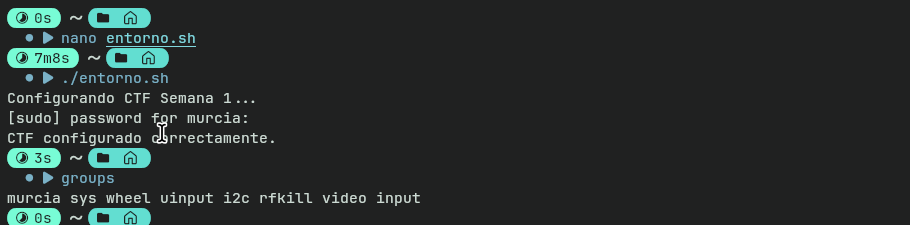 0s ~
nano entorno.sh
7m8s ~
./entorno.sh
Configurando CTF Semana 1...
[sudo] password for murcia:
CTF configurado correctamente.
3s ~
groups
murcia sys wheel uinput i2c rfkill video input
0s ~